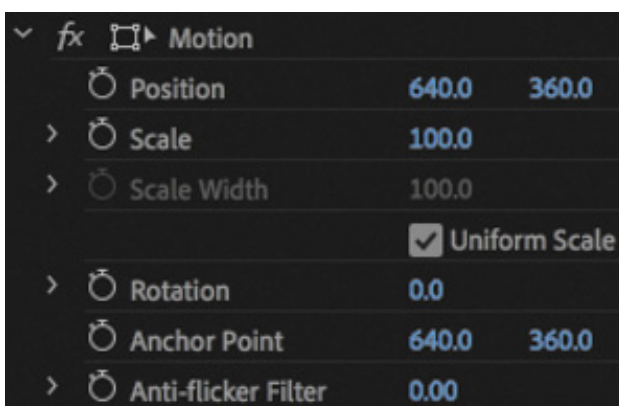 fx Motion
Position 640.0 360.0
Scale 100.0
Scale Width 100.0
Uniform Scale
Rotation 0.0
Anchor Point 640.0 360.0
Anti-flicker Filter 0.00